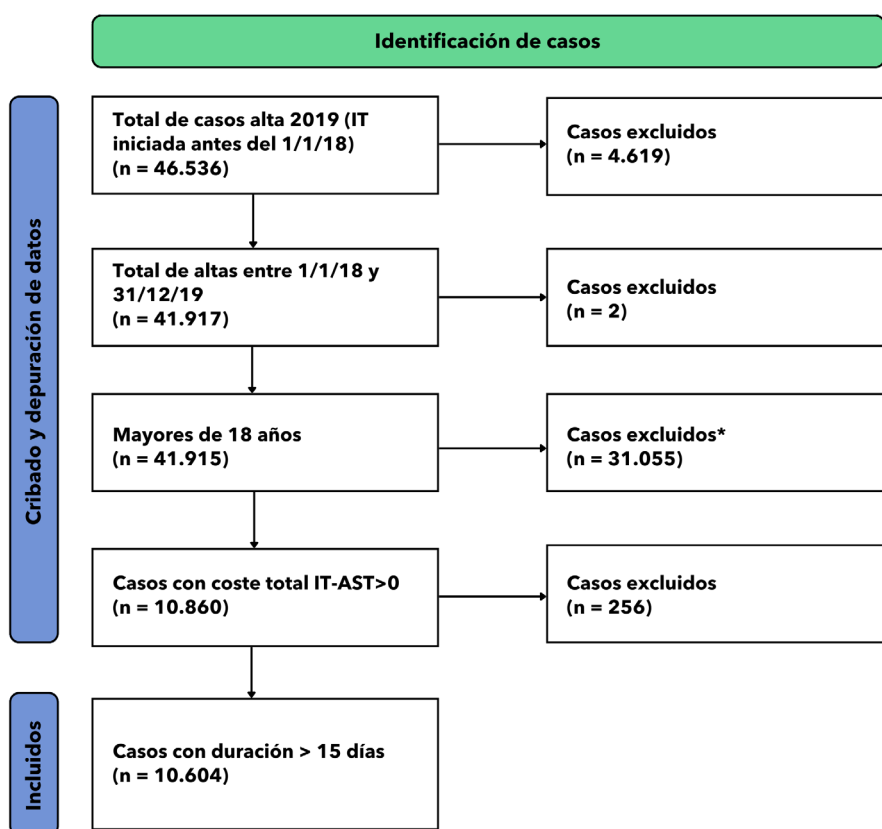 Identificación de casos
Cribado y depuración de datos
Total de casos alta 2019 (IT
iniciada antes del 1/1/18)
(n = 46.536)
Casos excluidos
(n = 4.619)
Total de altas entre 1/1/18 y
31/12/19
(n = 41.917)
Casos excluidos
(n = 2)
Mayores de 18 años
(n = 41.915)
Casos excluidos*
(n = 31.055)
Casos con coste total IT-AST>0
(n = 10.860)
Casos excluidos
(n = 256)
Incluidos
Casos con duración > 15 días
(n = 10.604)